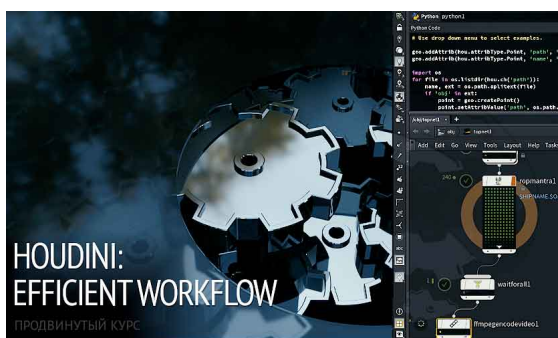 HOUDINI:
EFFICIENT WORKFLOW
ПРОДВИНУТЫЙ КУРС
Python python1
Python Code
# Use drop down menu to select examples.
geo.addAttrib(hou.attribType.Point, 'path', '
geo.addAttrib(hou.attribType.Point, 'name', '
import os
for file in os.listdir(hou.ch('path')):
name, ext = os.path.splitext(file)
if 'obj' in ext:
point = geo.createPoint()
point.setAttribValue('path', os.path.
/obj/topnet1
obj
topnet1
Add Edit Go View Tools Layout Help Tasks
240
ropmantra1
waitforall1
ffmpegencodevideo1